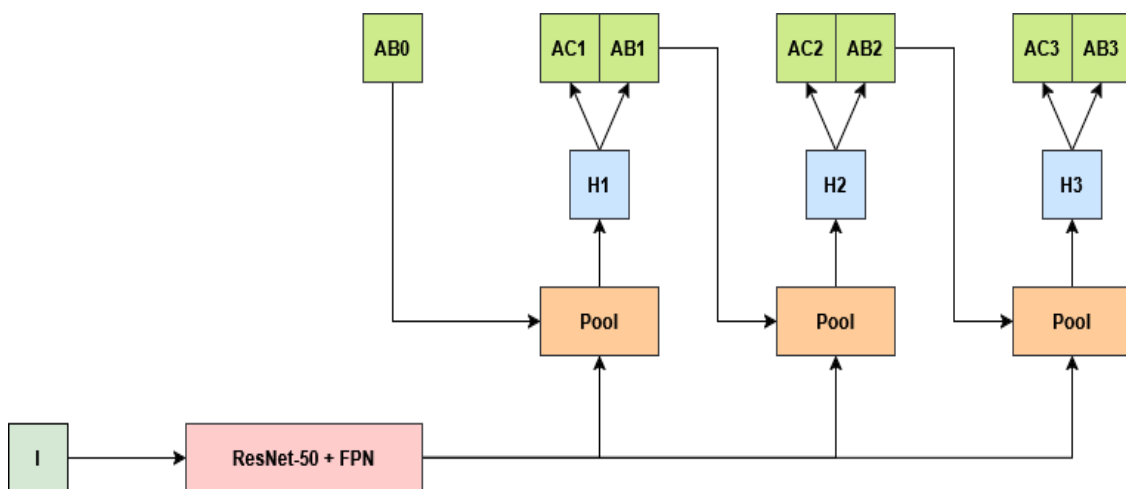 AB0 AC1 AB1 AC2 AB2 AC3 AB3
H1 H2 H3
Pool Pool Pool
I ResNet-50 + FPN